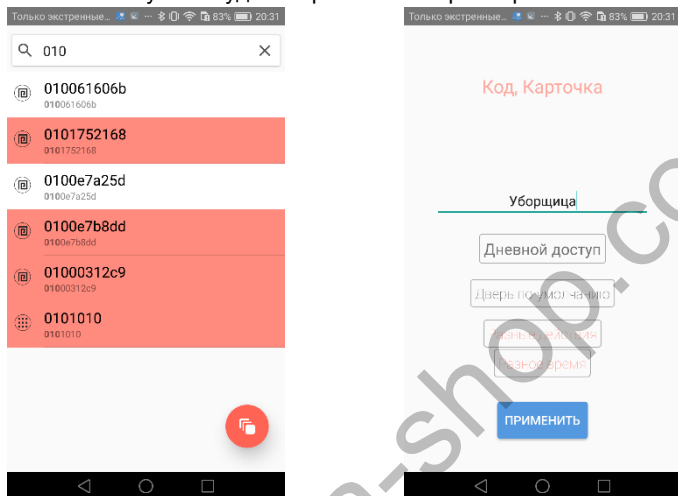 Только экстренные... 83% 20:31
010
010061606b
010061606b
0101752168
0101752168
0100e7a25d
0100e7a25d
0100e7b8dd
0100e7b8dd
01000312c9
01000312c9
0101010
0101010
Только экстренные... 83% 20:31
Код, Карточка
Уборщица
Дневной доступ
Дверь по умолчанию
Разные действия
Разное время
ПРИМЕНИТЬ